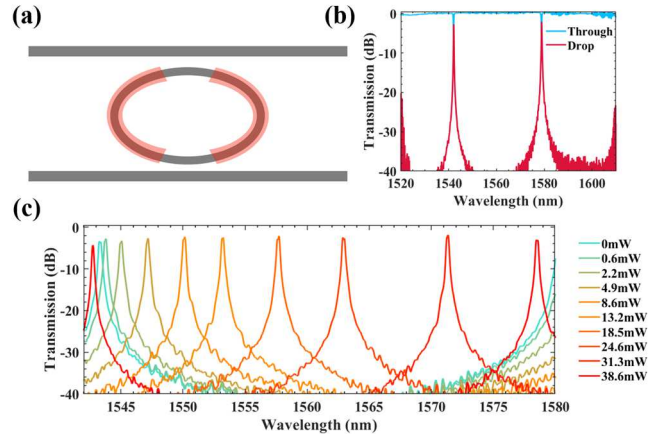 (a)
(b)
0
-10
-20
-30
-40
Transmission (dB)
Through
Drop
1520
1540
1560
1580
1600
Wavelength (nm)
(c)
0
-10
-20
-30
-40
Transmission (dB)
1545
1550
1555
1560
1565
1570
1575
1580
Wavelength (nm)
0mW
0.6mW
2.2mW
4.9mW
8.6mW
13.2mW
18.5mW
24.6mW
31.3mW
38.6mW